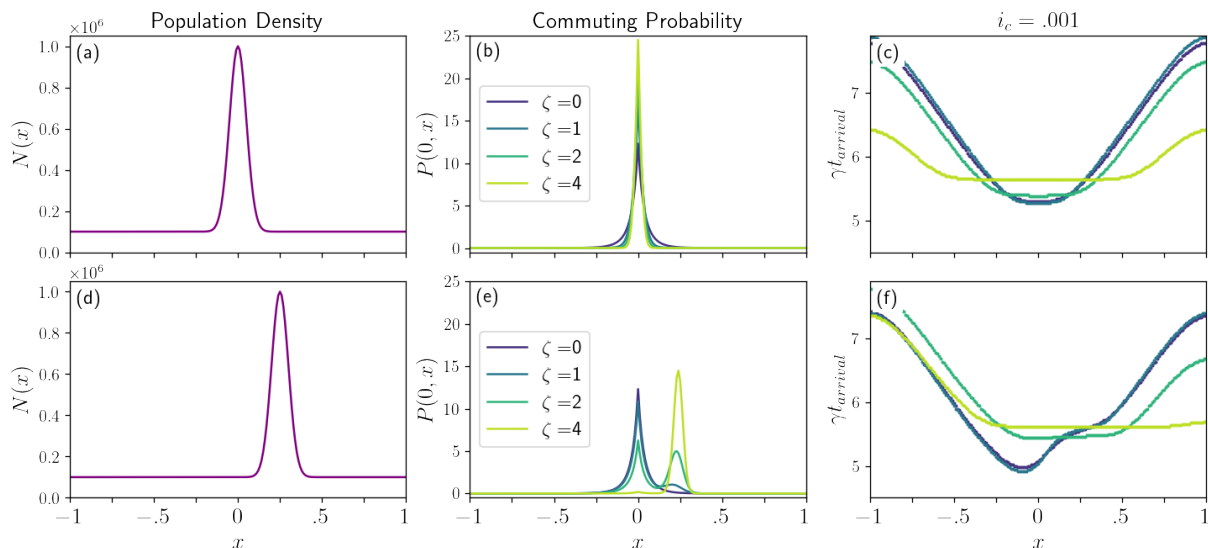 Population Density
Commuting Probability
i_c = .001
×10^6
(a)
1.0
0.8
0.6
0.4
0.2
0.0
N(x)
(b)
25
20
15
10
5
0
P(0, x)
ζ =0
ζ =1
ζ =2
ζ =4
(c)
7
6
5
γt_arrival
×10^6
(d)
1.0
0.8
0.6
0.4
0.2
0.0
N(x)
−1
−.5
0
.5
1
x
(e)
25
20
15
10
5
0
P(0, x)
ζ =0
ζ =1
ζ =2
ζ =4
−1
−.5
0
.5
1
x
(f)
7
6
5
γt_arrival
−1
−.5
0
.5
1
x